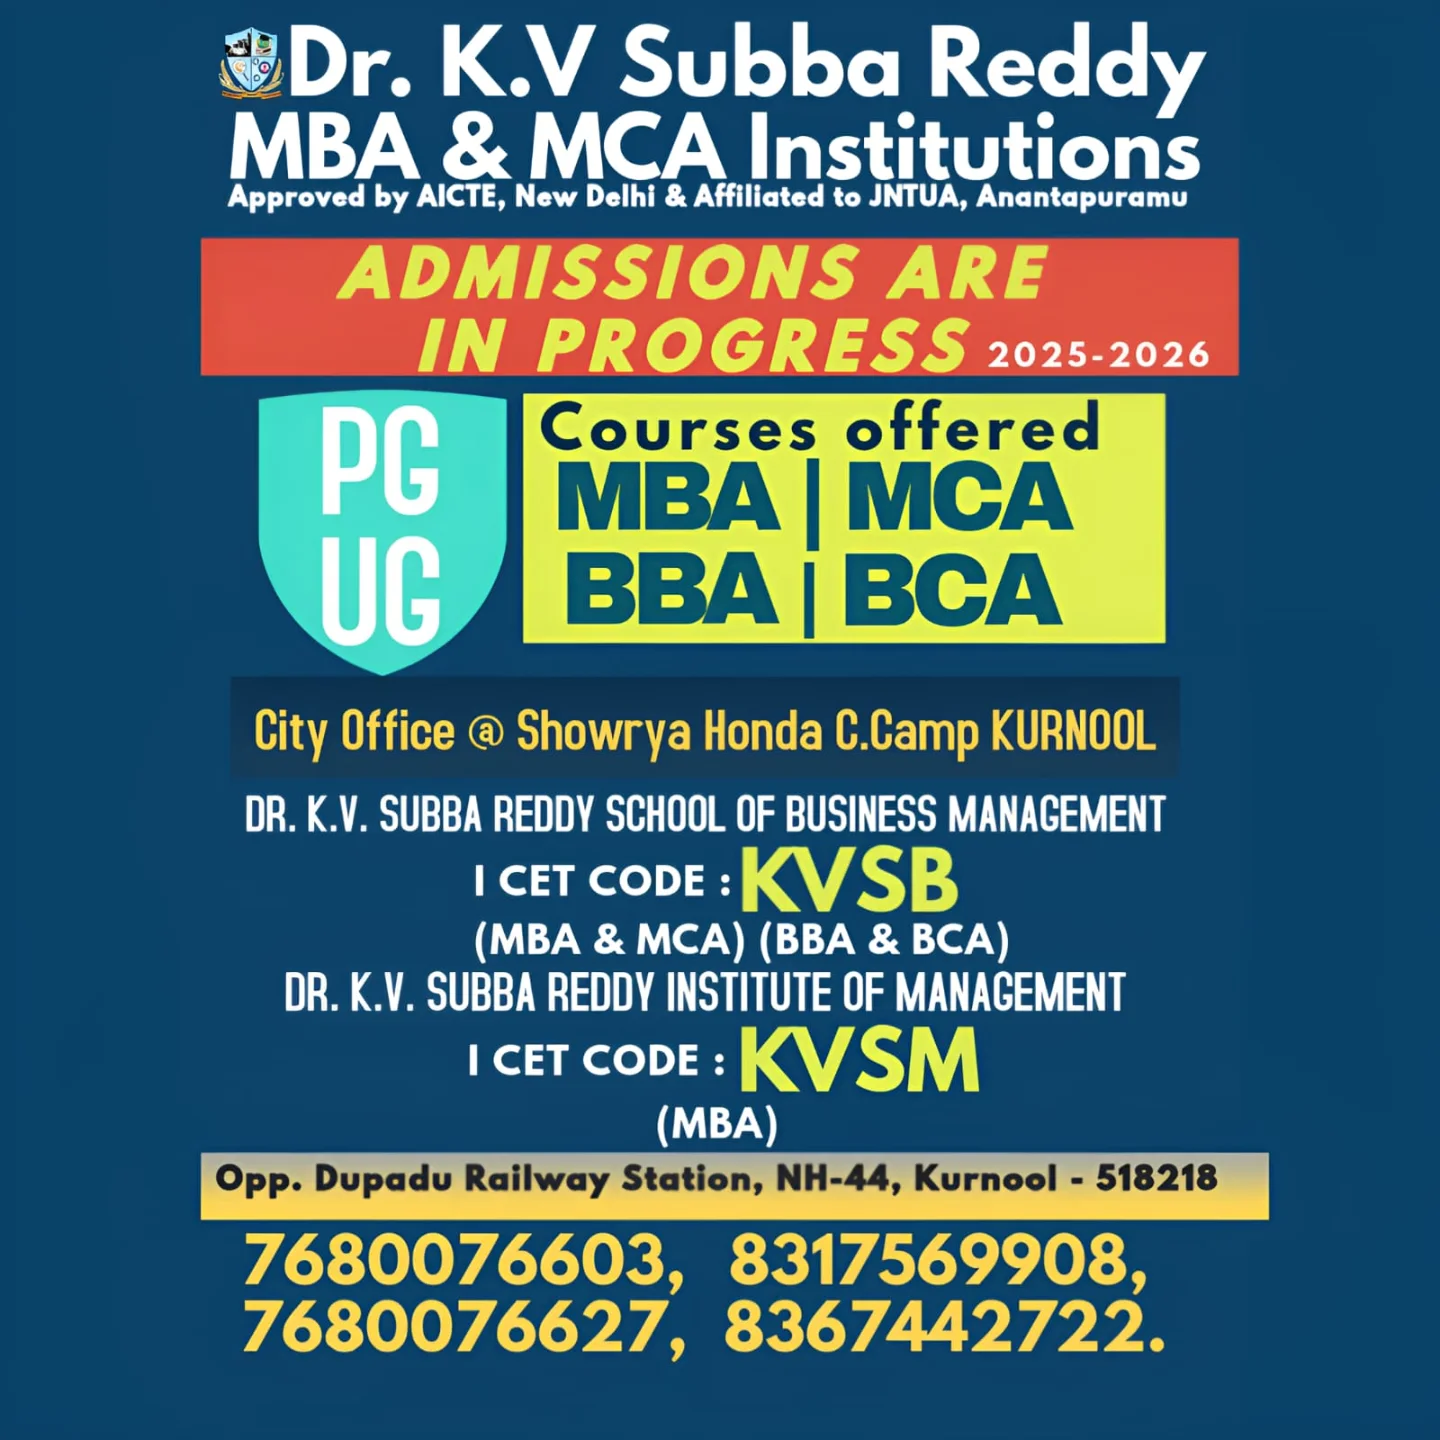 Dr. K.V Subba Reddy
MBA & MCA Institutions
Approved by AICTE, New Delhi & Affiliated to JNTUA, Anantapuramu
ADMISSIONS ARE
IN PROGRESS 2025-2026
PG
UG
Courses offered
MBA | MCA
BBA | BCA
City Office @ Showrya Honda C.Camp KURNOOL
DR. K.V. SUBBA REDDY SCHOOL OF BUSINESS MANAGEMENT
I CET CODE : KVSB
(MBA & MCA) (BBA & BCA)
DR. K.V. SUBBA REDDY INSTITUTE OF MANAGEMENT
I CET CODE : KVSM
(MBA)
Opp. Dupadu Railway Station, NH-44, Kurnool - 518218
7680076603, 8317569908,
7680076627, 8367442722.